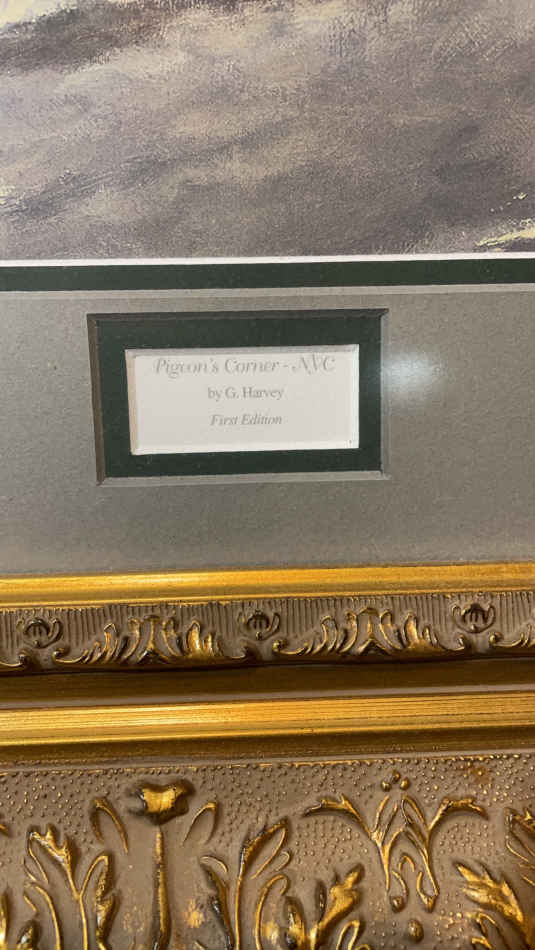 Pigeon's Corner - NYC
by G. Harvey
First Edition